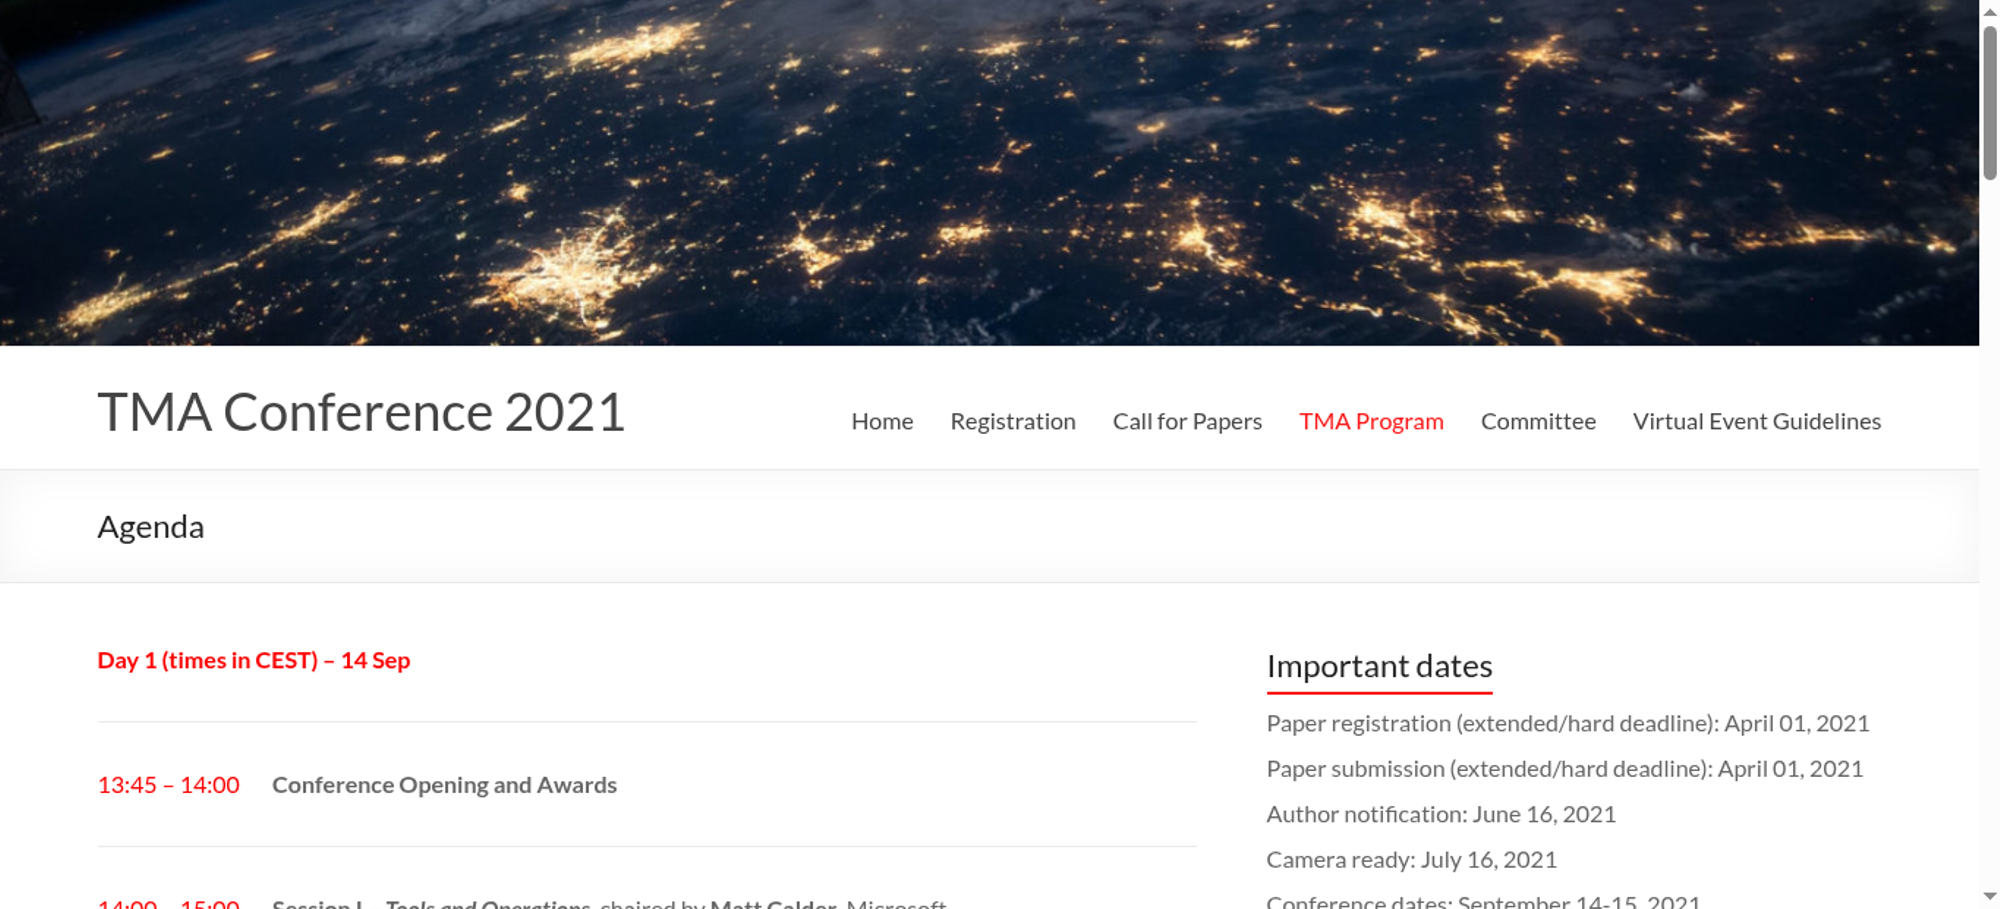 TMA Conference 2021
Home Registration Call for Papers TMA Program Committee Virtual Event Guidelines
Agenda
Day 1 (times in CEST) – 14 Sep
13:45 – 14:00 Conference Opening and Awards
14:00 – 15:00 Session I – Tools and Operations, chaired by Matt Calder, Microsoft
Important dates
Paper registration (extended/hard deadline): April 01, 2021
Paper submission (extended/hard deadline): April 01, 2021
Author notification: June 16, 2021
Camera ready: July 16, 2021
Conference dates: September 14-15, 2021